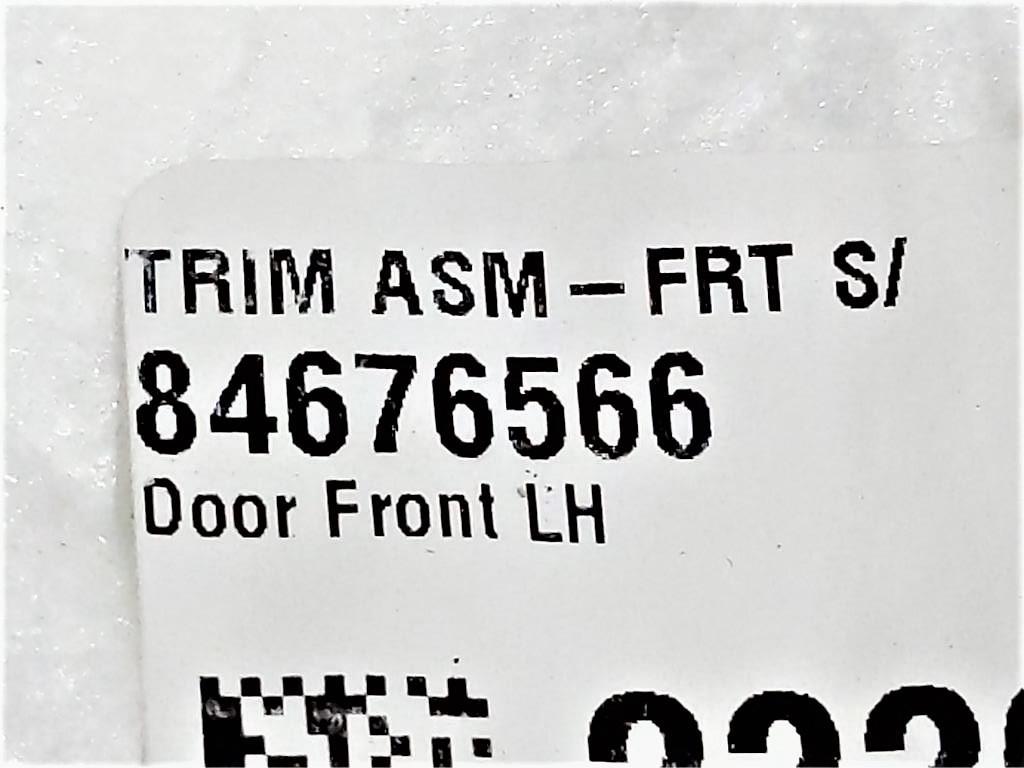 TRIM ASM-FRT S/
84676566
Door Front LH